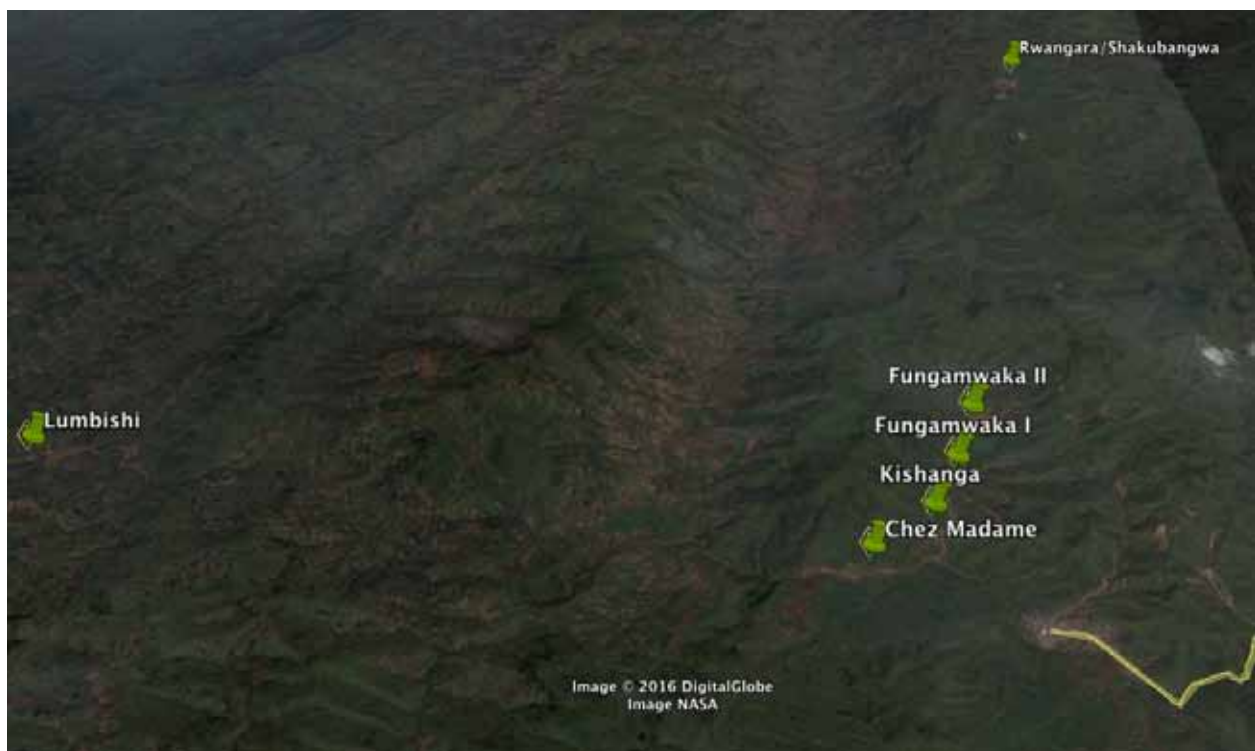 Rwangara/Shakubangwa
Fungamwaka II
Lumbishi
Fungamwaka I
Kishanga
Chez Madame
Image © 2016 DigitalGlobe
Image NASA